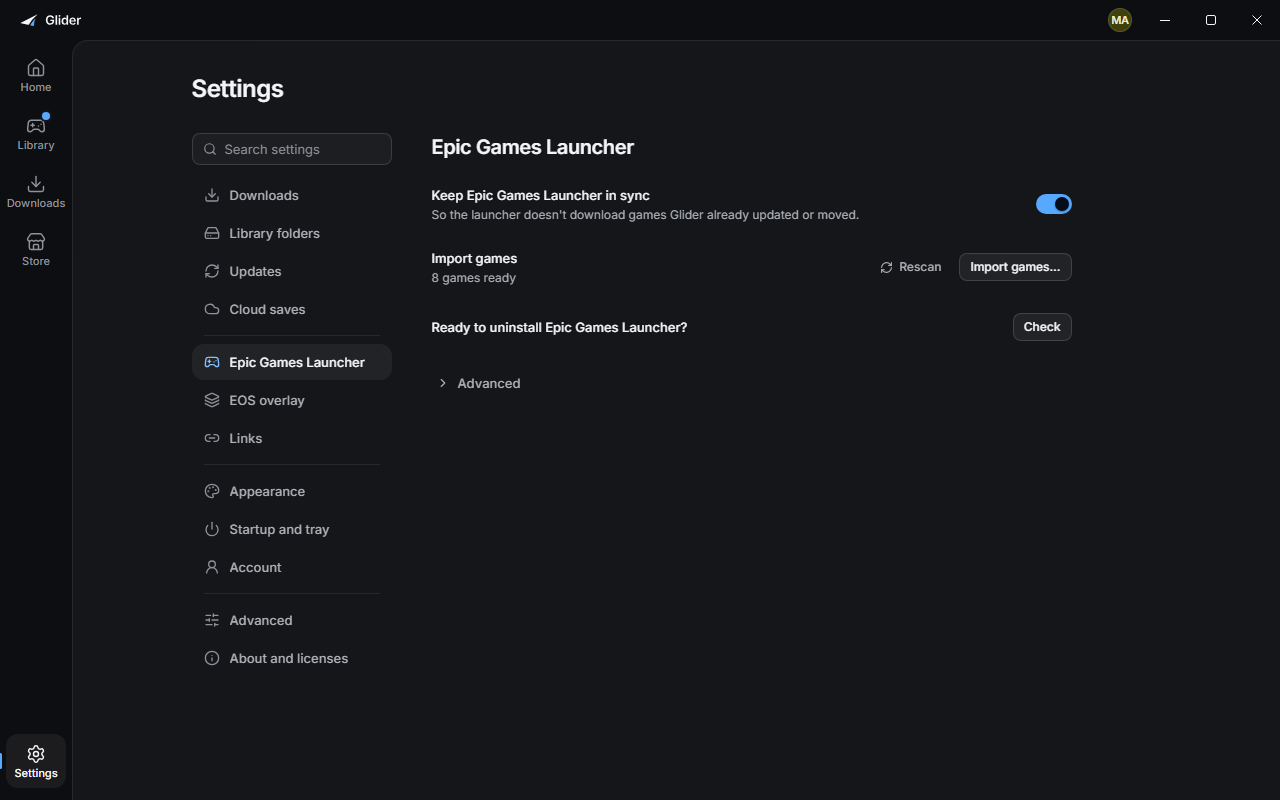 Glider
MA
Home
Library
Downloads
Store
Settings
Settings
Search settings
Downloads
Library folders
Updates
Cloud saves
Epic Games Launcher
EOS overlay
Links
Appearance
Startup and tray
Account
Advanced
About and licenses
Epic Games Launcher
Keep Epic Games Launcher in sync
So the launcher doesn't download games Glider already updated or moved.
Import games
8 games ready
Rescan
Import games...
Ready to uninstall Epic Games Launcher?
Check
Advanced